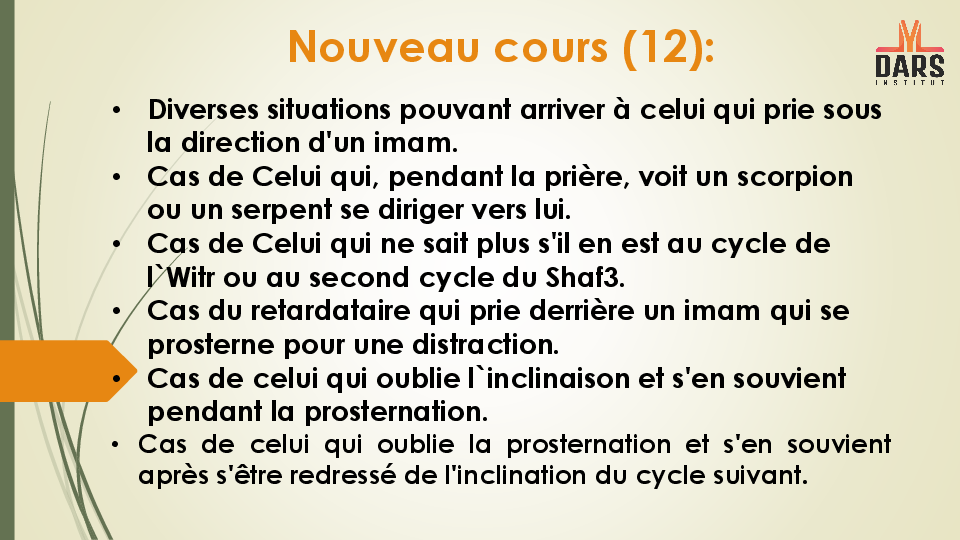 Nouveau cours (12):
DARS
INSTITUT
• Diverses situations pouvant arriver à celui qui prie sous
la direction d'un imam.
• Cas de Celui qui, pendant la prière, voit un scorpion
ou un serpent se diriger vers lui.
• Cas de Celui qui ne sait plus s'il en est au cycle de
l`Witr ou au second cycle du Shaf3.
• Cas du retardataire qui prie derrière un imam qui se
prosterne pour une distraction.
• Cas de celui qui oublie l`inclinaison et s'en souvient
pendant la prosternation.
• Cas de celui qui oublie la prosternation et s'en souvient
après s'être redressé de l'inclination du cycle suivant.